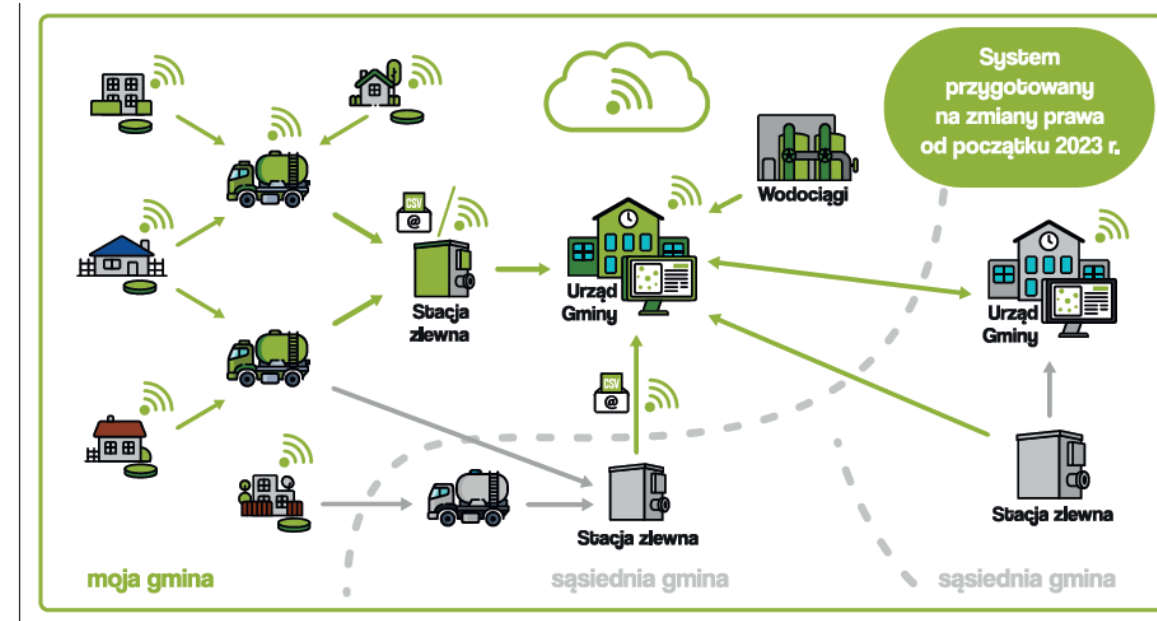 System
przygotowany
na zmiany prawa
od początku 2023 r.
Wodociągi
CSV
@
Urząd
Gminy
Stacja
zlewna
Urząd
Gminy
CSV
@
Stacja zlewna
Stacja zlewna
moja gmina
sąsiednia gmina
sąsiednia gmina